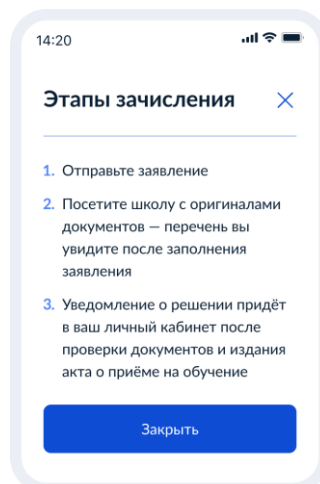 14:20
Этапы зачисления
1. Отправьте заявление
2. Посетите школу с оригиналами
документов — перечень вы
увидите после заполнения
заявления
3. Уведомление о решении придёт
в ваш личный кабинет после
проверки документов и издания
акта о приёме на обучение
Закрыть